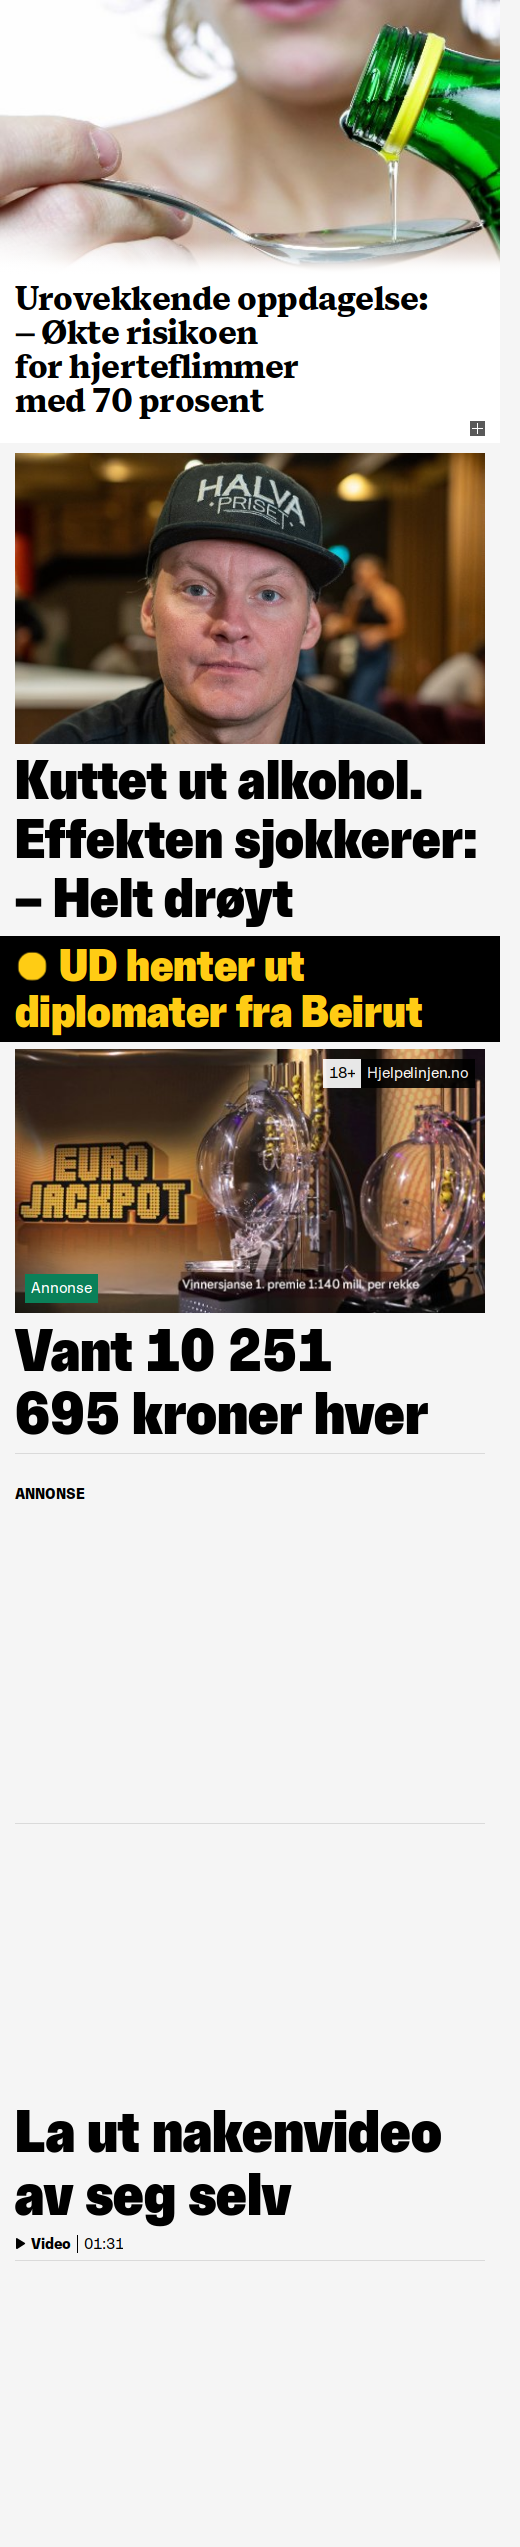 Urovekkende oppdagelse:
– Økte risikoen
for hjerteflimmer
med 70 prosent
HALVA
PRISET
Kuttet ut alkohol.
Effekten sjokkerer:
– Helt drøyt
UD henter ut
diplomater fra Beirut
18+ Hjelpelinjen.no
EURO
JACKPOT
Annonse
Vinnersjanse 1. premie 1:140 mill. per rekke
Vant 10 251
695 kroner hver
ANNONSE
La ut nakenvideo
av seg selv
Video | 01:31